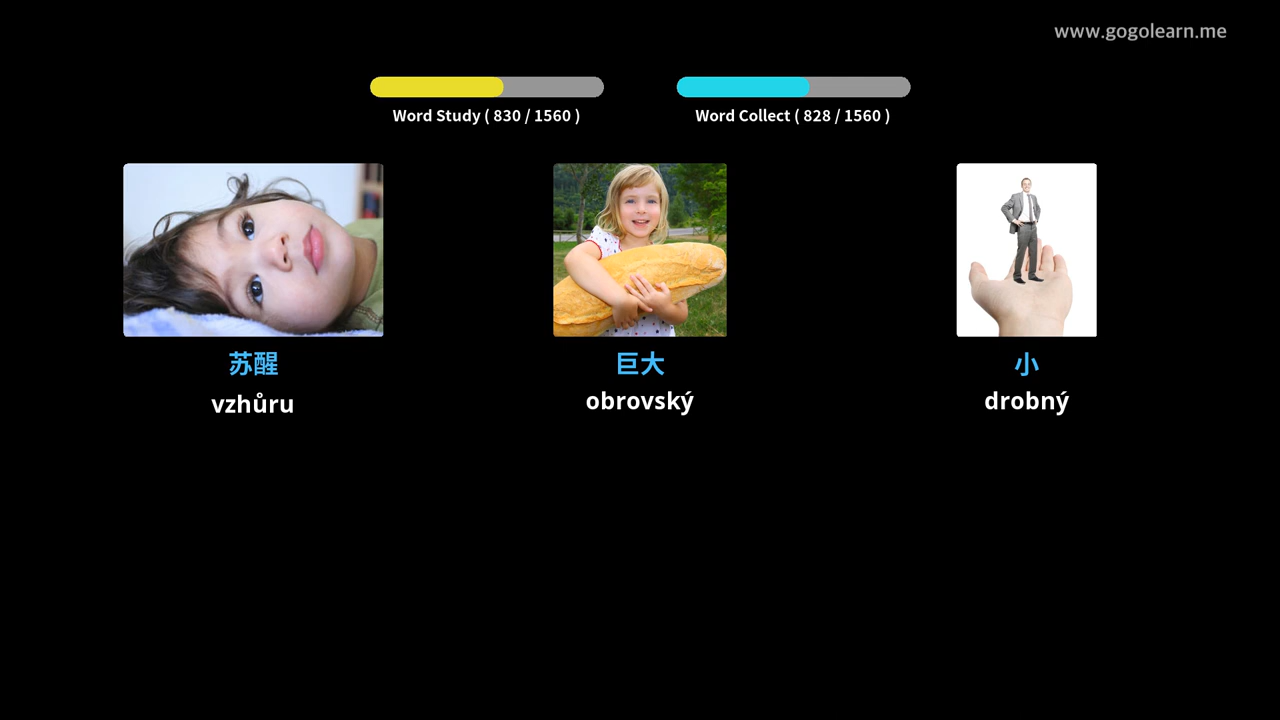 www.gogolearn.me
Word Study ( 830 / 1560 )
Word Collect ( 828 / 1560 )
苏醒
vzhůru
巨大
obrovský
小
drobný